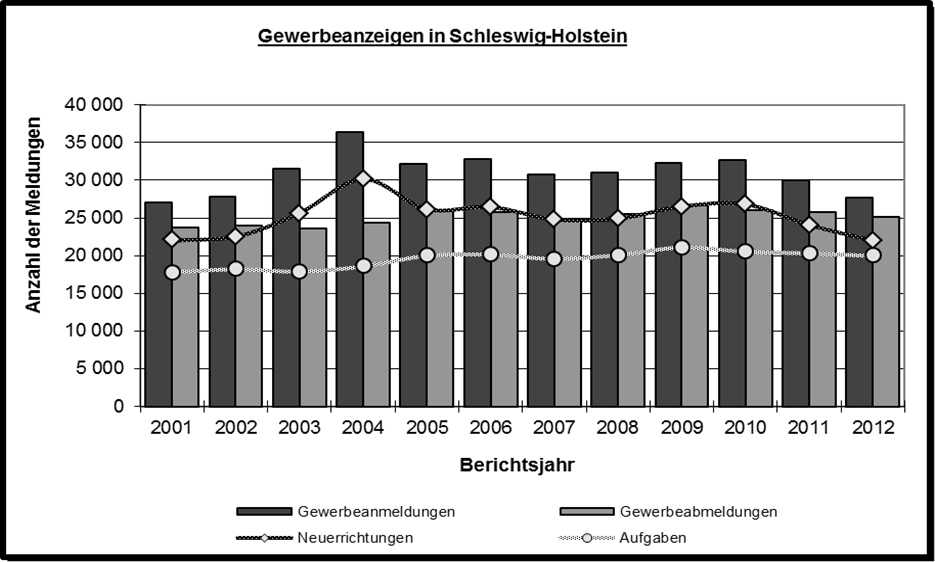 Gewerbeanzeigen in Schleswig-Holstein
Anzahl der Meldungen
40 000
35 000
30 000
25 000
20 000
15 000
10 000
5 000
0
2001 2002 2003 2004 2005 2006 2007 2008 2009 2010 2011 2012
Berichtsjahr
Gewerbeanmeldungen Gewerbeabmeldungen
Neuerrichtungen Aufgaben